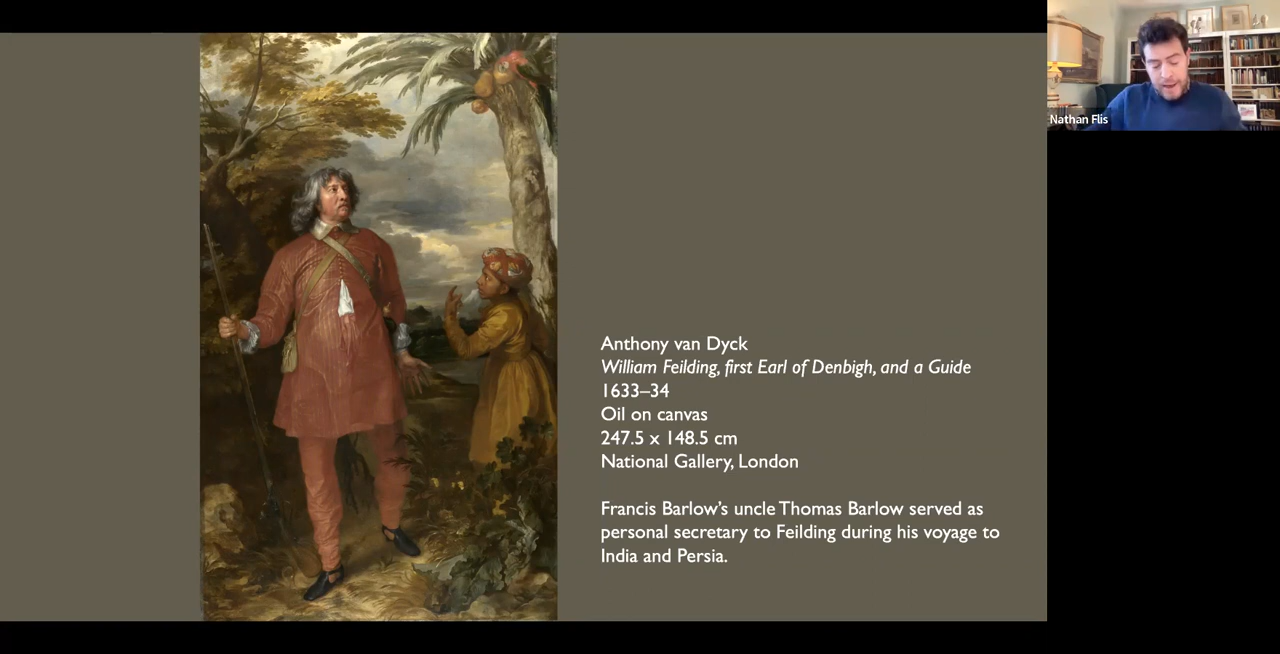 Nathan Flis
Anthony van Dyck
William Feilding, first Earl of Denbigh, and a Guide
1633–34
Oil on canvas
247.5 x 148.5 cm
National Gallery, London
Francis Barlow’s uncle Thomas Barlow served as
personal secretary to Feilding during his voyage to
India and Persia.